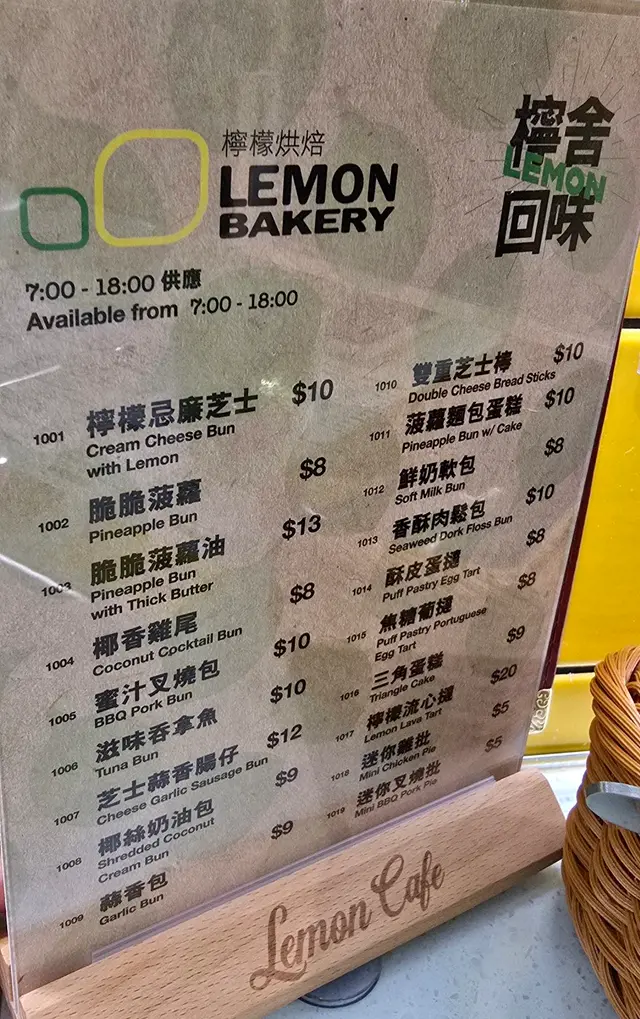 檸檬烘焙
LEMON
BAKERY
檸舍
LEMON
回味
7:00 - 18:00 供應
Available from 7:00 - 18:00
1001 檸檬忌廉芝士 $10
Cream Cheese Bun
with Lemon
1002 脆脆菠蘿 $8
Pineapple Bun
1003 脆脆菠蘿油 $13
Pineapple Bun
with Thick Butter
1004 椰香雞尾 $8
Coconut Cocktail Bun
1005 蜜汁叉燒包 $10
BBQ Pork Bun
1006 滋味吞拿魚 $10
Tuna Bun
1007 芝士蒜香腸仔 $12
Cheese Garlic Sausage Bun
1008 椰絲奶油包 $9
Shredded Coconut
Cream Bun
1009 蒜香包 $9
Garlic Bun
1010 雙重芝士棒 $10
Double Cheese Bread Sticks
1011 菠蘿麵包蛋糕 $10
Pineapple Bun w/ Cake
1012 鮮奶軟包 $8
Soft Milk Bun
1013 香酥肉鬆包 $10
Seaweed Dork Floss Bun
1014 酥皮蛋撻 $8
Puff Pastry Egg Tart
1015 焦糖葡撻 $8
Puff Pastry Portuguese
Egg Tart
1016 三角蛋糕 $9
Triangle Cake
1017 檸檬流心撻 $20
Lemon Lava Tart
1018 迷你雞批 $5
Mini Chicken Pie
1019 迷你叉燒批 $5
Mini BBQ Pork Pie
Lemon Cafe